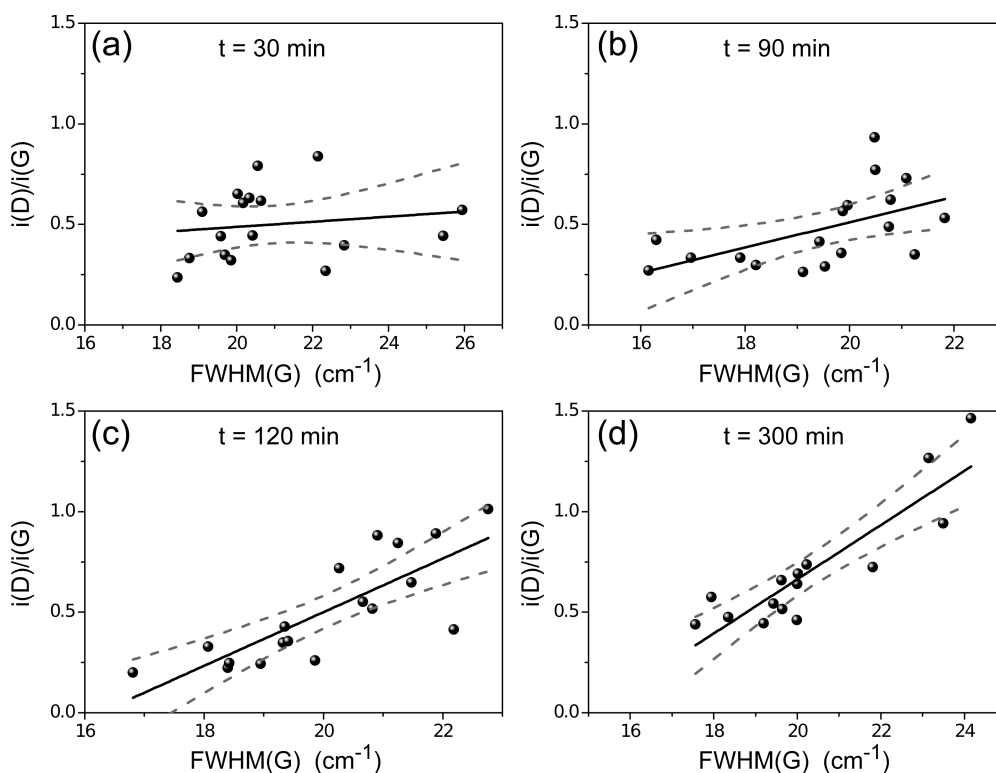 (a) t = 30 min
1.5
1.0
0.5
0.0
i(D)/i(G)
16 18 20 22 24 26
FWHM(G) (cm⁻¹)
(b) t = 90 min
1.5
1.0
0.5
0.0
i(D)/i(G)
16 18 20 22
FWHM(G) (cm⁻¹)
(c) t = 120 min
1.5
1.0
0.5
0.0
i(D)/i(G)
16 18 20 22
FWHM(G) (cm⁻¹)
(d) t = 300 min
1.5
1.0
0.5
0.0
i(D)/i(G)
16 18 20 22 24
FWHM(G) (cm⁻¹)